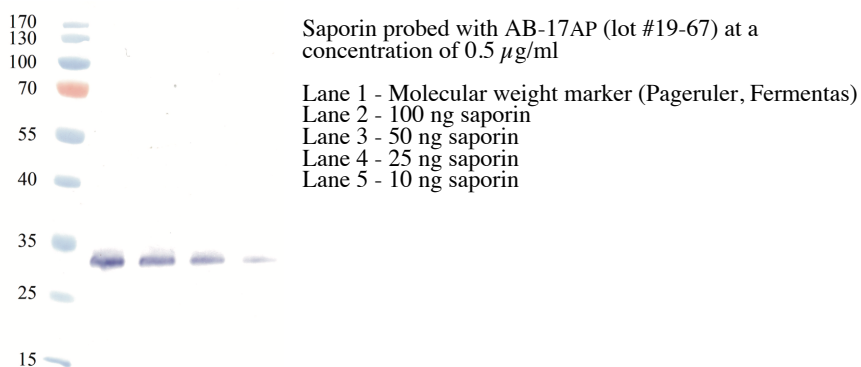 170
130
100
70
55
40
35
25
15
Saporin probed with AB-17AP (lot #19-67) at a
concentration of 0.5 µg/ml
Lane 1 - Molecular weight marker (Pageruler, Fermentas)
Lane 2 - 100 ng saporin
Lane 3 - 50 ng saporin
Lane 4 - 25 ng saporin
Lane 5 - 10 ng saporin